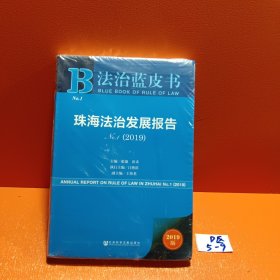 B 法治蓝皮书
BLUE BOOK OF RULE OF LAW
No.1
珠海法治发展报告
No.1 (2019)
ANNUAL REPORT ON RULE OF LAW IN ZHUHAI No.1 (2019)
2019
版
社会科学文献出版社
5-9